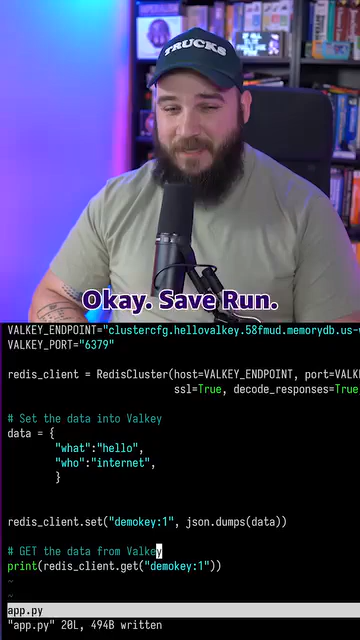 TRUCKS
Okay. Save Run.
VALKEY_ENDPOINT="clustercfg.hellovalkey.58fmud.memorydb.us-
VALKEY_PORT="6379"
redis_client = RedisCluster(host=VALKEY_ENDPOINT, port=VALK
ssl=True, decode_responses=True
# Set the data into Valkey
data = {
"what":"hello",
"who":"internet",
}
redis_client.set("demokey:1", json.dumps(data))
# GET the data from Valkey
print(redis_client.get("demokey:1"))
~
~
app.py
"app.py" 20L, 494B written